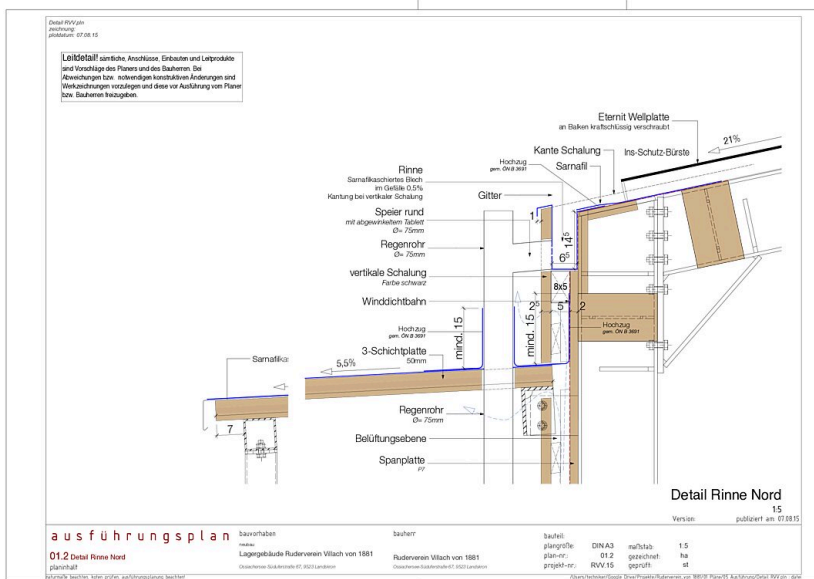 Detail RVV.pln
zeichnung:
plotdatum: 07.08.15
Leitdetail! sämtliche, Anschlüsse, Einbauten und Leitprodukte
sind Vorschläge des Planers und des Bauherren. Bei
Abweichungen bzw. notwendigen konstruktiven Änderungen sind
Werkzeichnungen vorzulegen und diese vor Ausführung vom Planer
bzw. Bauherren freizugeben.
Eternit Wellplatte
an Balken kraftschlüssig verschraubt
21%
Kante Schalung
Ins-Schutz-Bürste
Hochzug
gem. ÖN B 3691
Sarnafil
Rinne
Sarnafilkaschiertes Blech
im Gefälle 0,5%
Kantung bei vertikaler Schalung
Gitter
Speier rund
mit abgewinkeltem Tablett
Ø= 75mm
1
14⁵
6⁵
Regenrohr
Ø= 75mm
vertikale Schalung
Farbe schwarz
8x5
Winddichtbahn
2⁵
5
2
Hochzug
gem. ÖN B 3691
mind. 15
mind. 15
Hochzug
gem. ÖN B 3691
3-Schichtplatte
50mm
Sarnafilka
5,5%
7
Regenrohr
Ø= 75mm
Belüftungsebene
Spanplatte
P7
Detail Rinne Nord
1:5
Version
publiziert am 07.08.15
ausführungsplan
01.2 Detail Rinne Nord
planinhalt
bauvorhaben
neubau
Lagergebäude Ruderverein Villach von 1881
bauherr
Ruderverein Villach von 1881
bauteil:
plangröße: DIN A3 maßstab: 1:5
plan-nr.: 01.2 gezeichnet: ha
projekt-nr.: RVV.15 geprüft: st